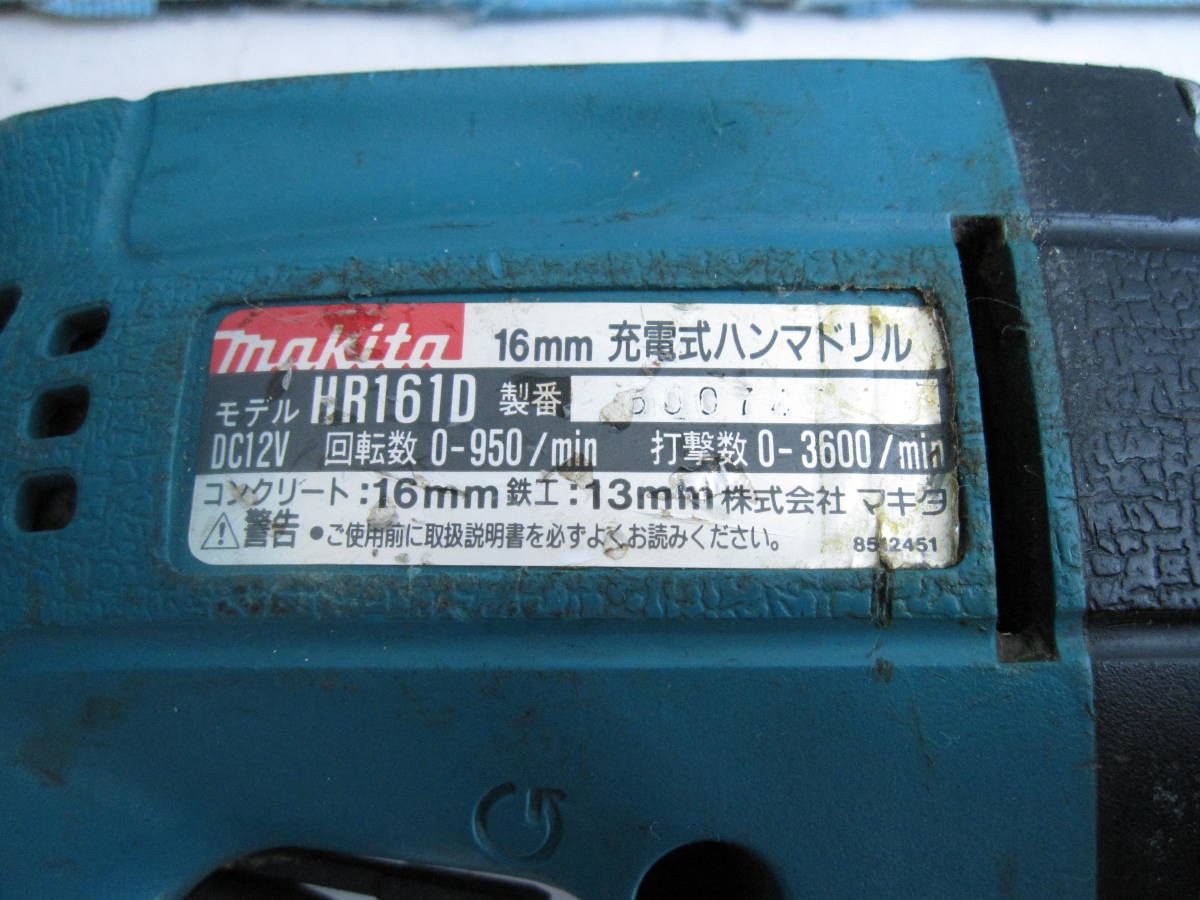 makita 16mm 充電式ハンマドリル
モデル HR161D 製番
DC12V 回転数 0-950/min 打撃数 0-3600/min
コンクリート:16mm 鉄工:13mm 株式会社 マキタ
警告 ●ご使用前に取扱説明書を必ずよくお読みください。